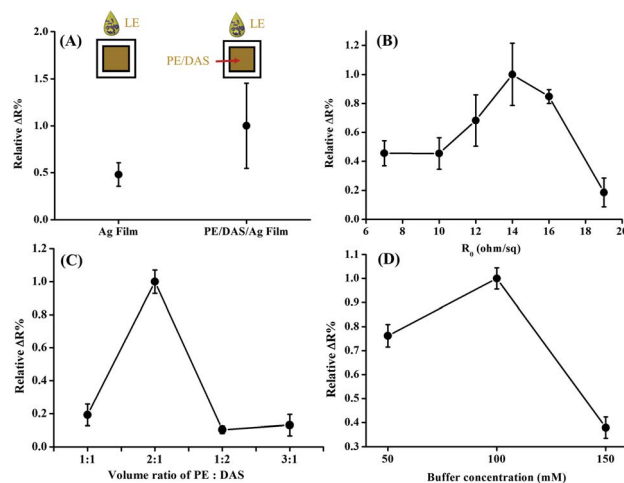 (A)
LE
LE
PE/DAS
Relative ΔR%
2.0
1.5
1.0
0.5
0.0
Ag Film
PE/DAS/Ag Film
(B)
Relative ΔR%
1.2
1.0
0.8
0.6
0.4
0.2
0.0
6 8 10 12 14 16 18 20
R0 (ohm/sq)
(C)
Relative ΔR%
1.2
1.0
0.8
0.6
0.4
0.2
0.0
1:1 2:1 1:2 3:1
Volume ratio of PE : DAS
(D)
Relative ΔR%
1.1
1.0
0.9
0.8
0.7
0.6
0.5
0.4
0.3
50 100 150
Buffer concentration (mM)